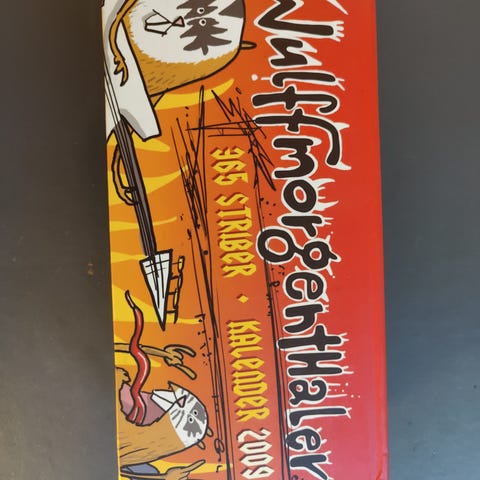 Wulffmorgenthaler
365 STRIBER • KALENDER 2009